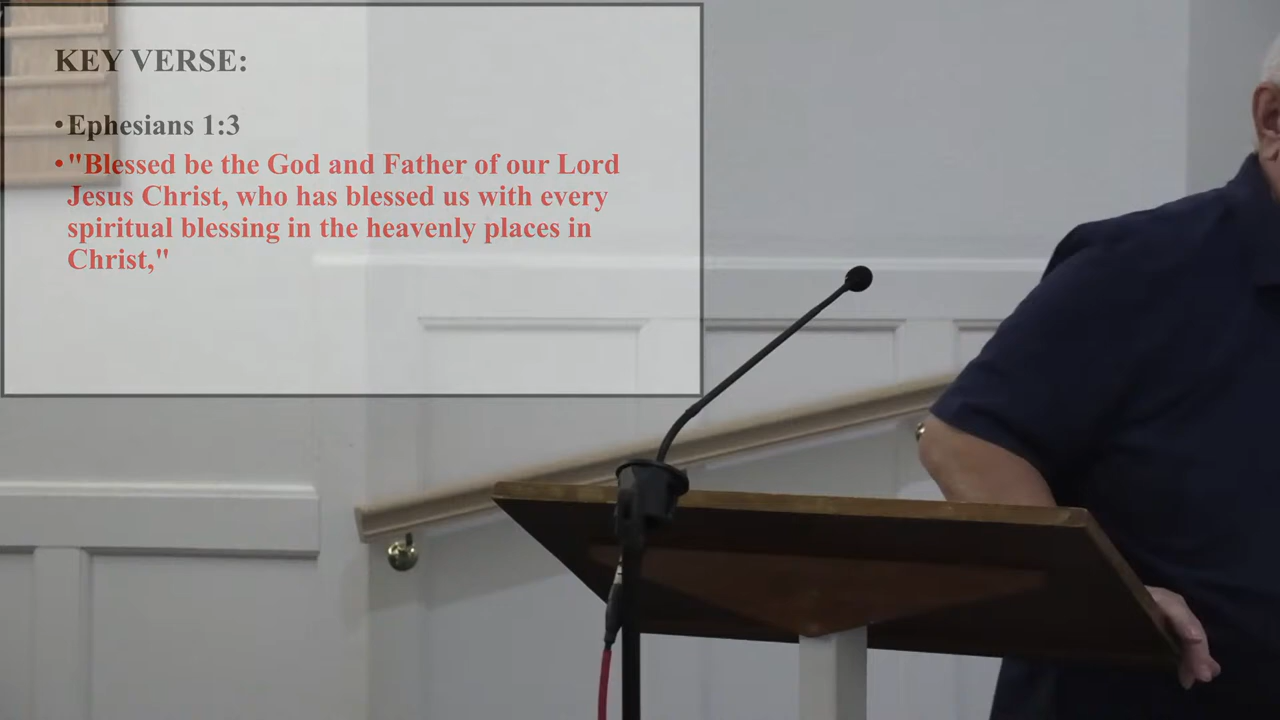 KEY VERSE:
•Ephesians 1:3
•"Blessed be the God and Father of our Lord
Jesus Christ, who has blessed us with every
spiritual blessing in the heavenly places in
Christ,"